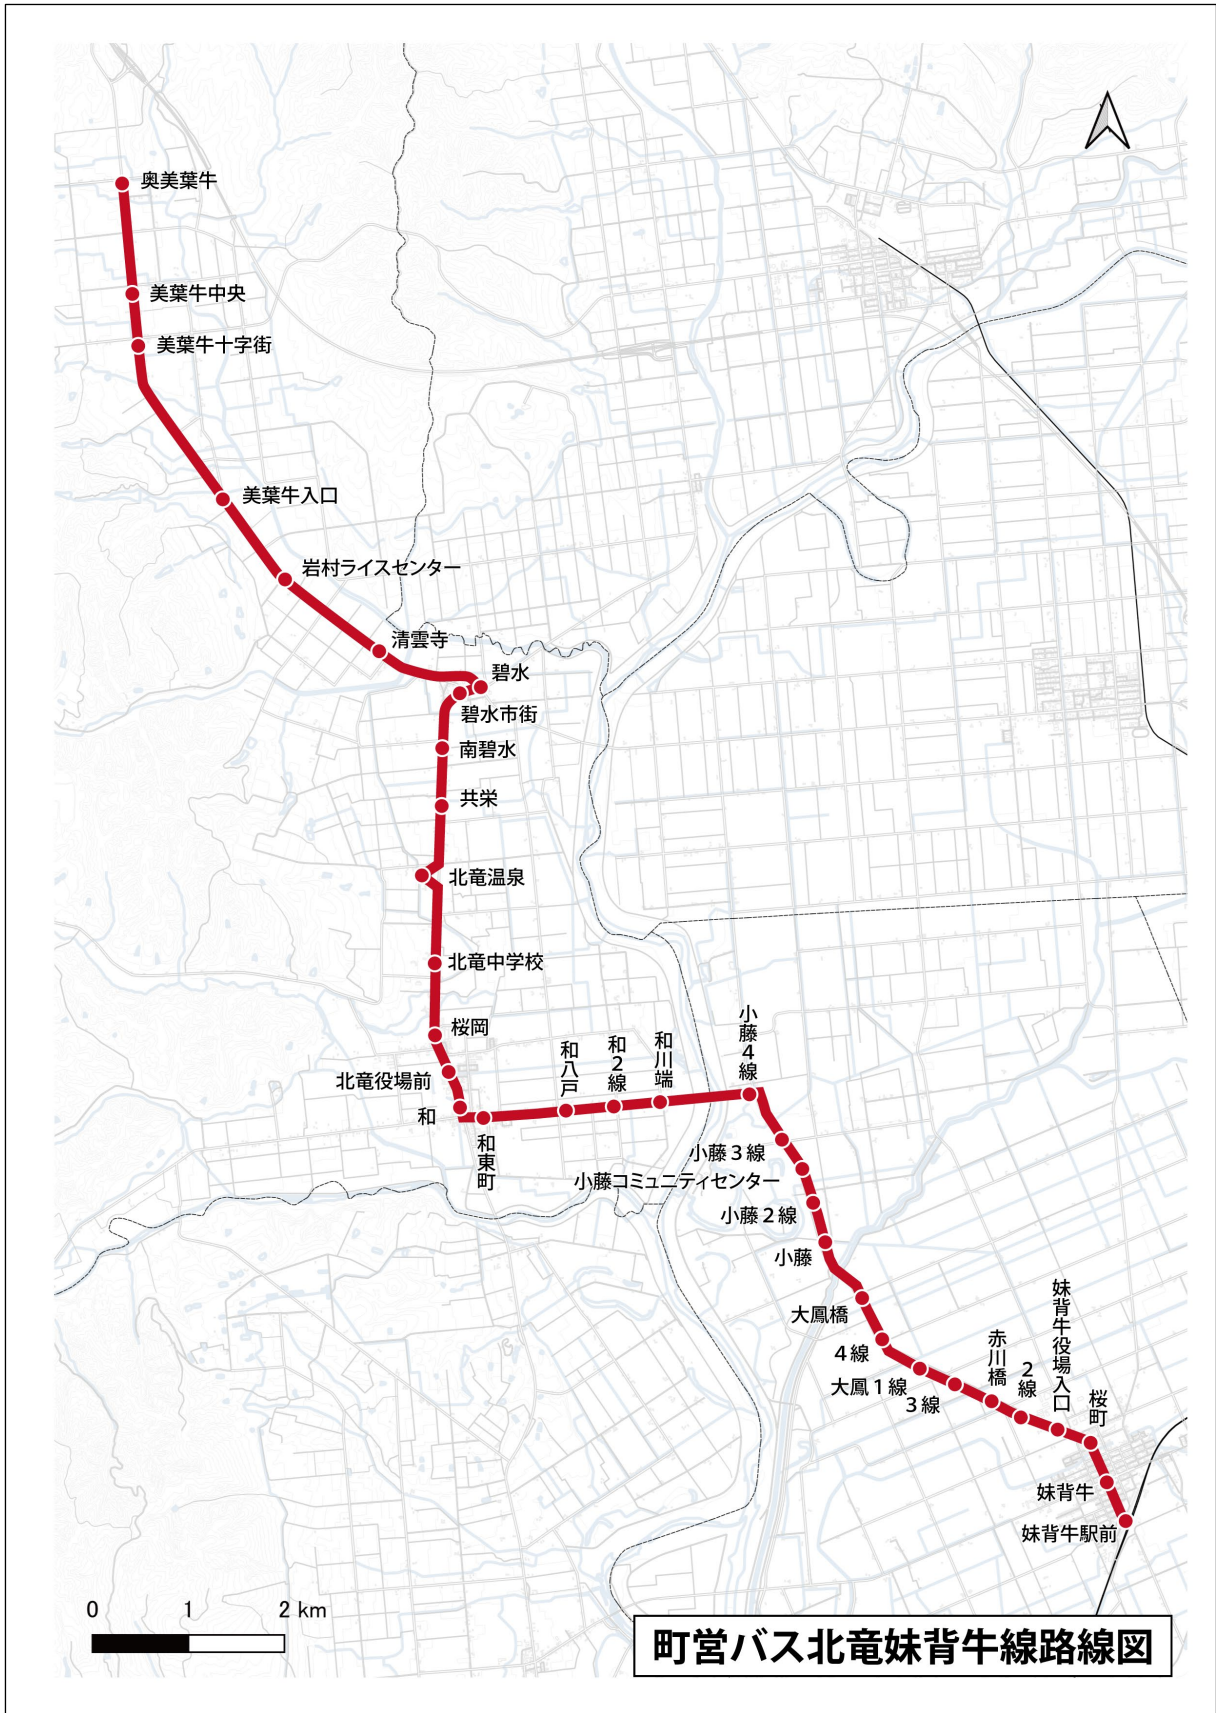 奥美葉牛
美葉牛中央
美葉牛十字街
美葉牛入口
岩村ライスセンター
清雲寺
碧水
碧水市街
南碧水
共栄
北竜温泉
北竜中学校
桜岡
北竜役場前
和
和東町
和八戸
和2線
和川端
小藤4線
小藤3線
小藤コミュニティセンター
小藤2線
小藤
大鳳橋
4線
大鳳1線
3線
赤川橋
2線
妹背牛役場入口
桜町
妹背牛
妹背牛駅前
0 1 2 km
町営バス北竜妹背牛線路線図